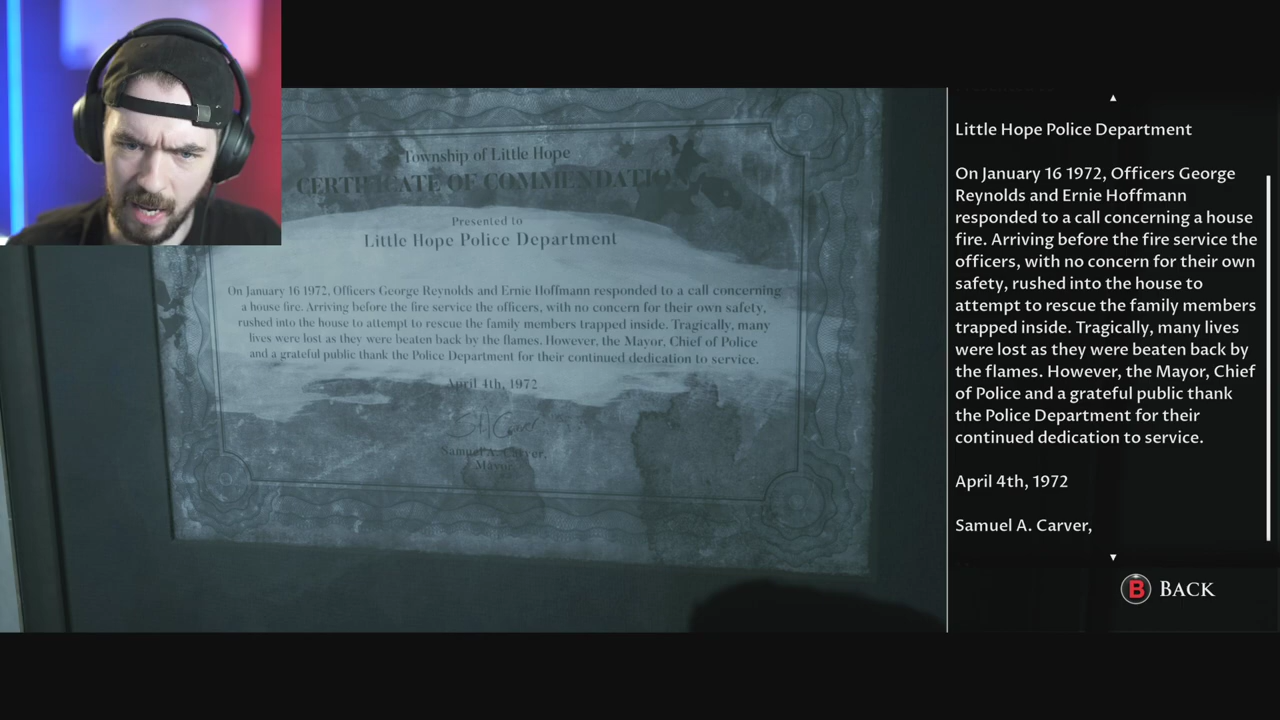 Township of Little Hope
CERTIFICATE OF COMMENDATIO
Presented to
Little Hope Police Department
On January 16 1972, Officers George Reynolds and Ernie Hoffmann responded to a call concerning
a house fire. Arriving before the fire service the officers, with no concern for their own safety,
rushed into the house to attempt to rescue the family members trapped inside. Tragically, many
lives were lost as they were beaten back by the flames. However, the Mayor, Chief of Police
and a grateful public thank the Police Department for their continued dedication to service.
April 4th, 1972
Samuel A. Carver,
Mayor
Little Hope Police Department
On January 16 1972, Officers George
Reynolds and Ernie Hoffmann
responded to a call concerning a house
fire. Arriving before the fire service the
officers, with no concern for their own
safety, rushed into the house to
attempt to rescue the family members
trapped inside. Tragically, many lives
were lost as they were beaten back by
the flames. However, the Mayor, Chief
of Police and a grateful public thank
the Police Department for their
continued dedication to service.
April 4th, 1972
Samuel A. Carver,
B BACK